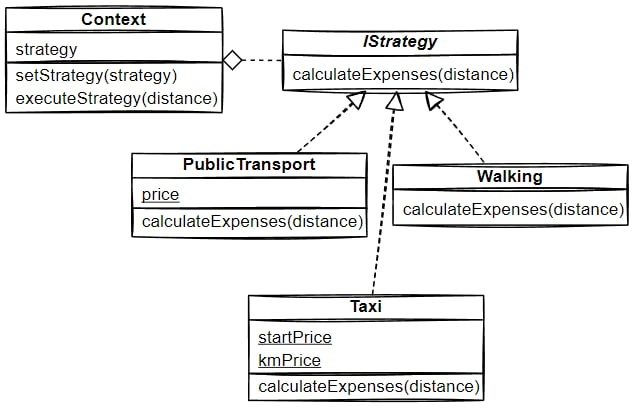 Context
strategy
setStrategy(strategy)
executeStrategy(distance)
IStrategy
calculateExpenses(distance)
PublicTransport
price
calculateExpenses(distance)
Walking
calculateExpenses(distance)
Taxi
startPrice
kmPrice
calculateExpenses(distance)